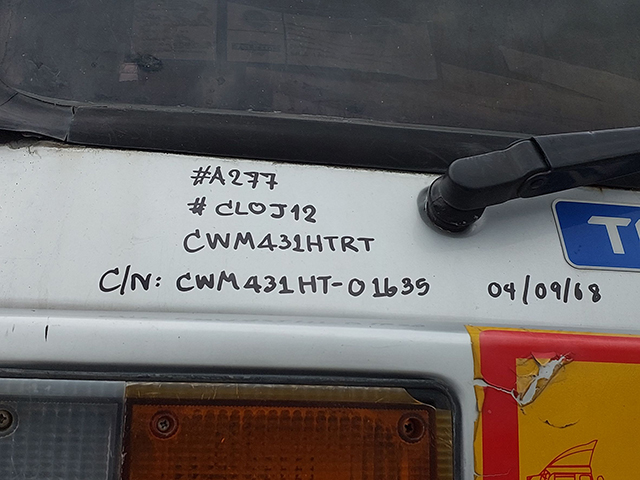 #A277
# CLOJ12
CWM431HTRT
C/N: CWM431HT-01635 04/09/68